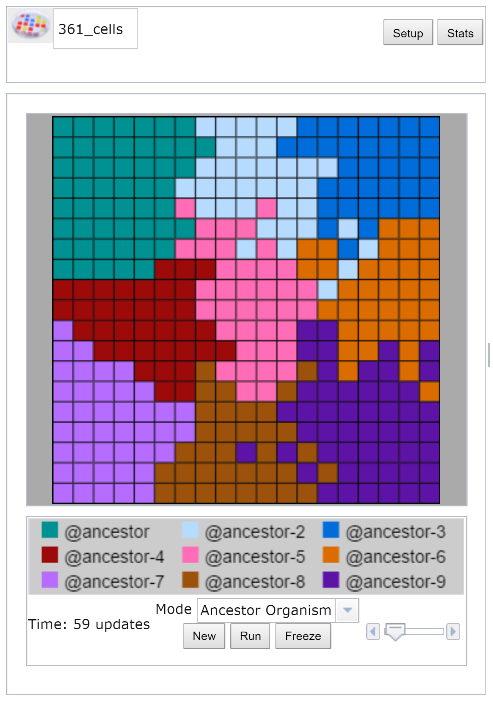 361_cells
Setup Stats
@ancestor @ancestor-2 @ancestor-3
@ancestor-4 @ancestor-5 @ancestor-6
@ancestor-7 @ancestor-8 @ancestor-9
Mode Ancestor Organism
Time: 59 updates
New Run Freeze